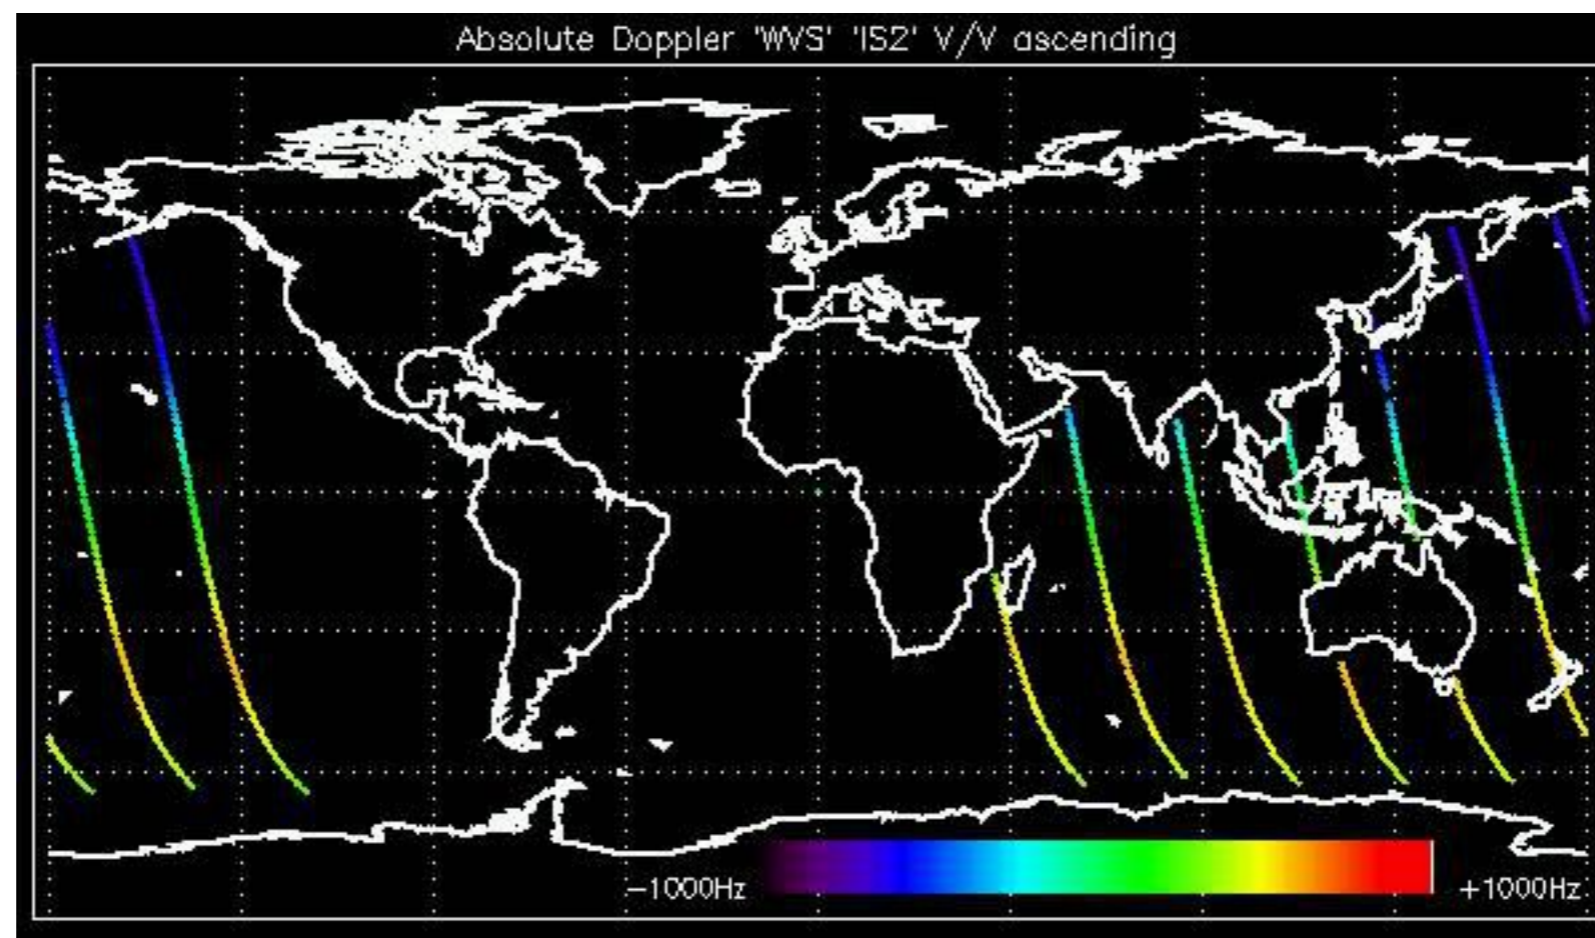 Absolute Doppler 'WVS' 'IS2' V/V ascending
−1000Hz +1000Hz